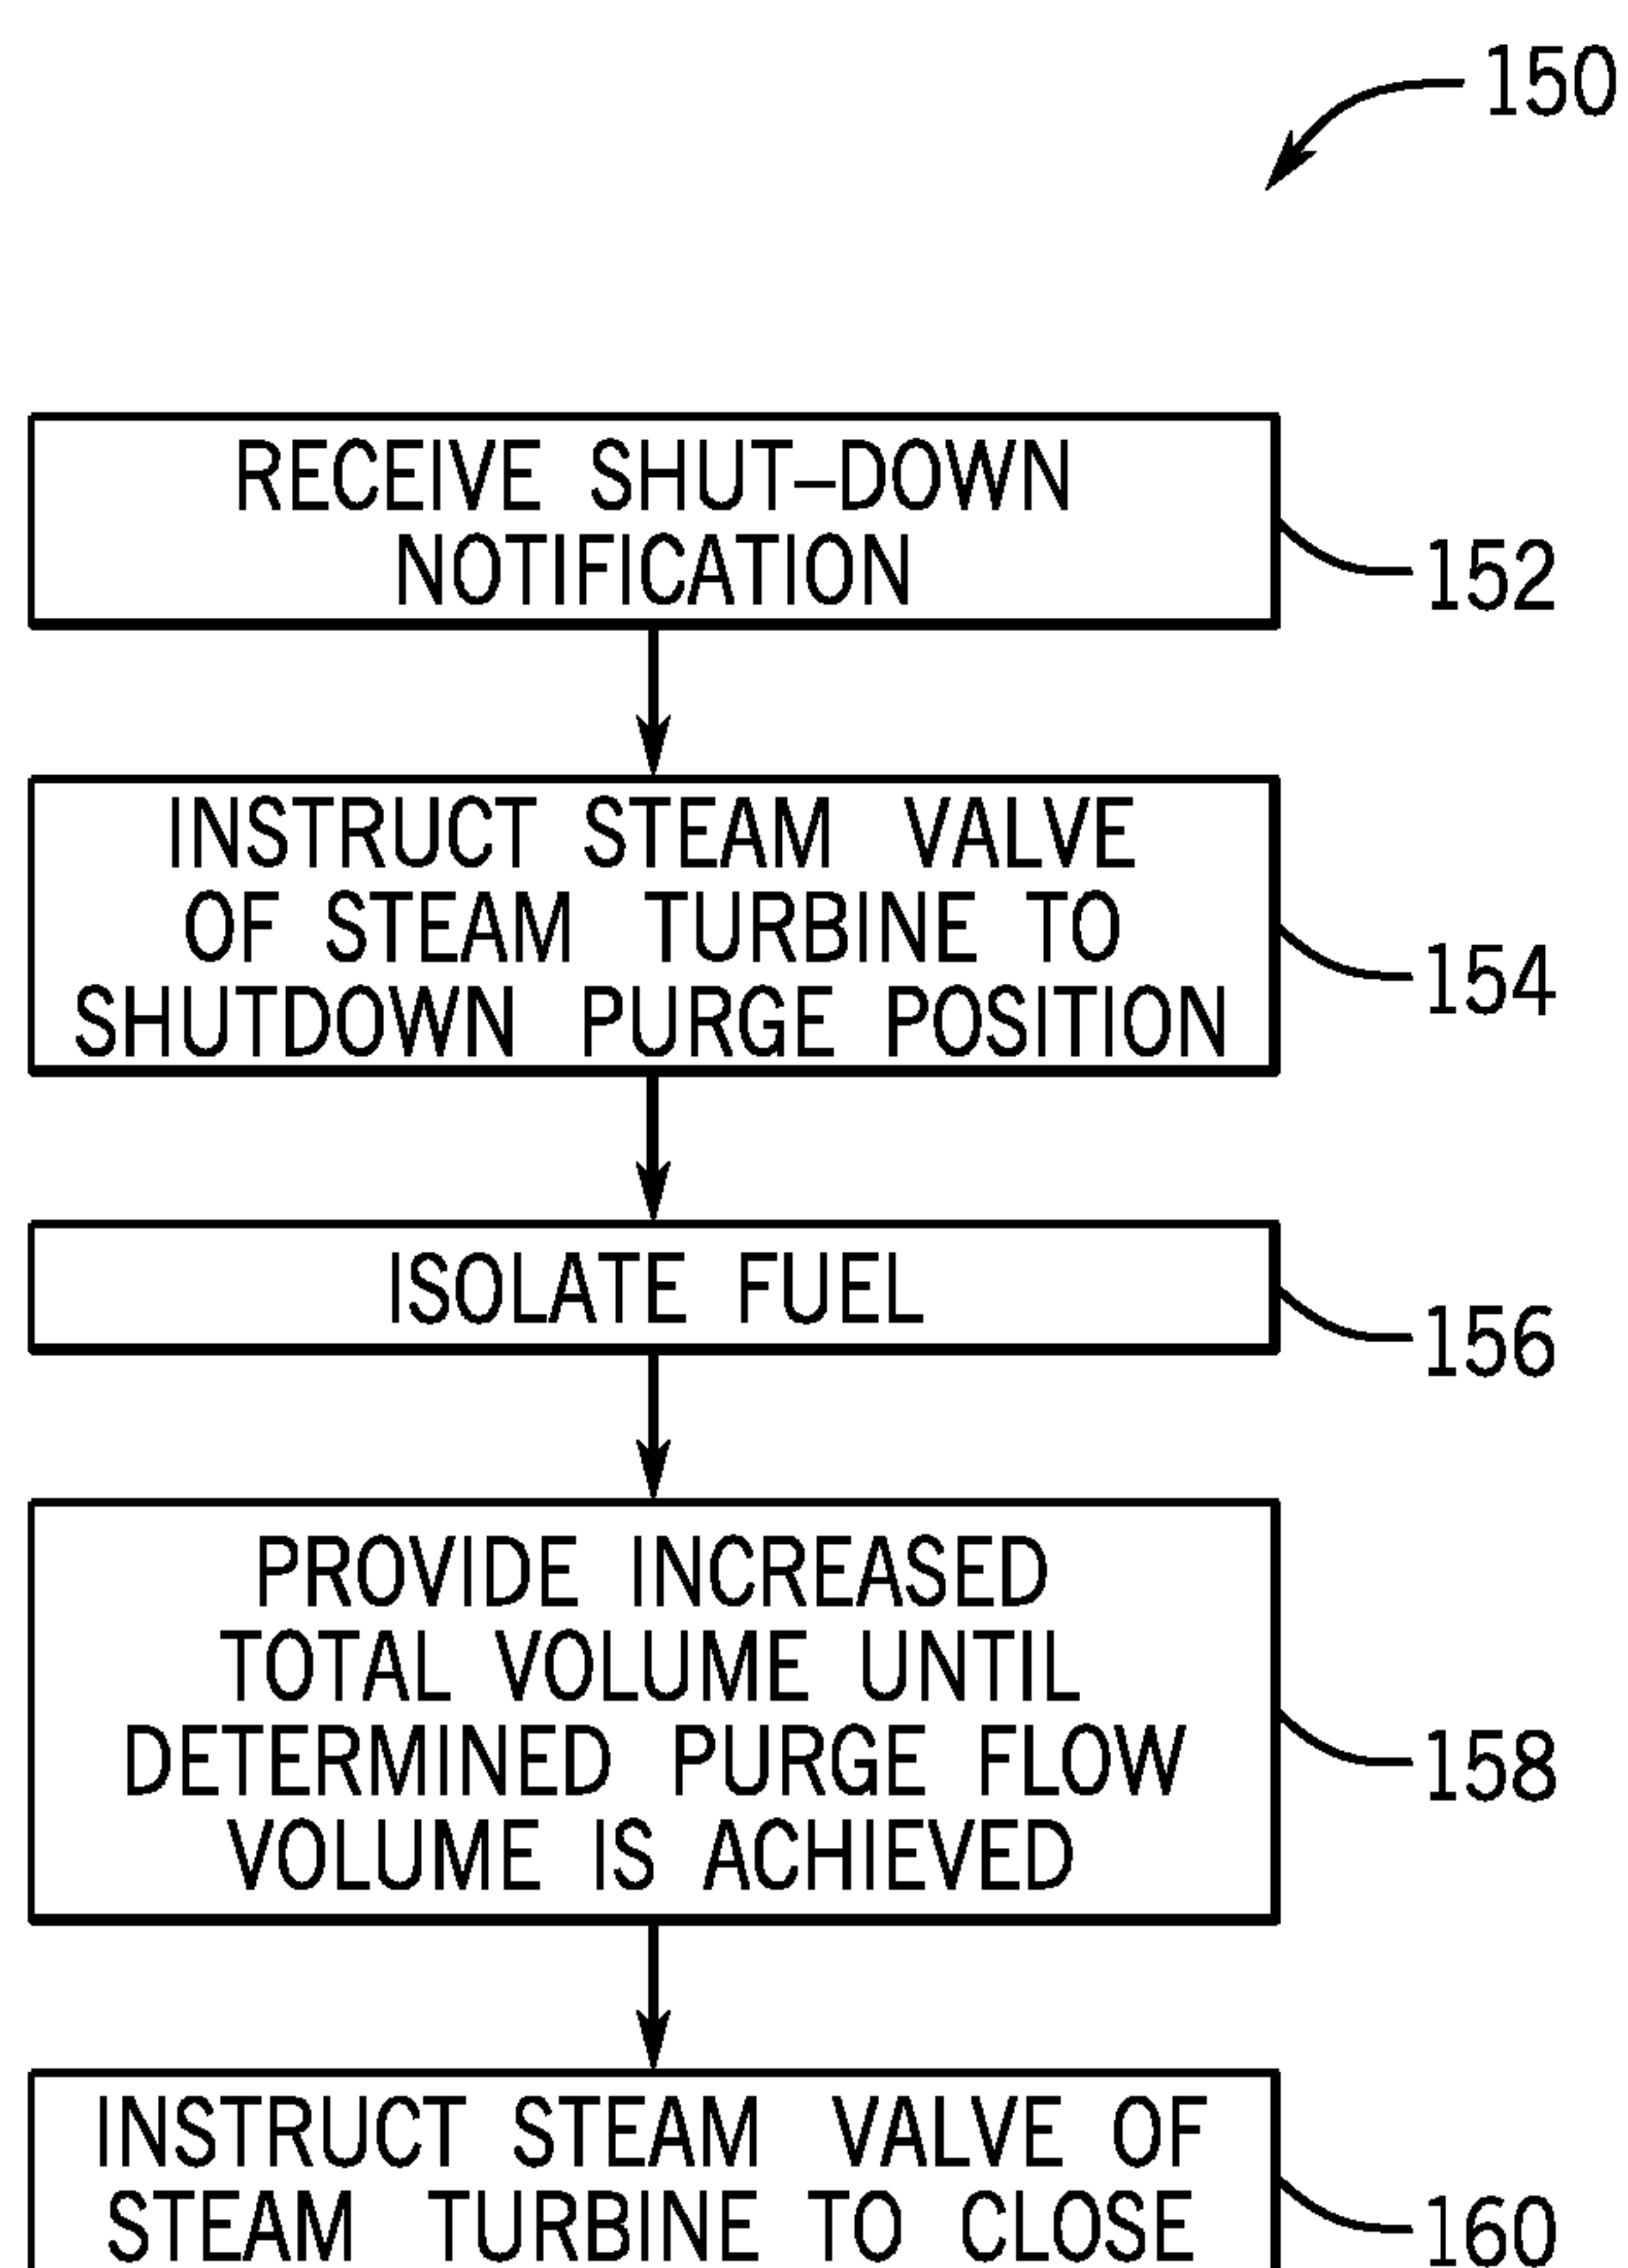 150
RECEIVE SHUT-DOWN
NOTIFICATION
152
INSTRUCT STEAM VALVE
OF STEAM TURBINE TO
SHUTDOWN PURGE POSITION
154
ISOLATE FUEL
156
PROVIDE INCREASED
TOTAL VOLUME UNTIL
DETERMINED PURGE FLOW
VOLUME IS ACHIEVED
158
INSTRUCT STEAM VALVE OF
STEAM TURBINE TO CLOSE
160